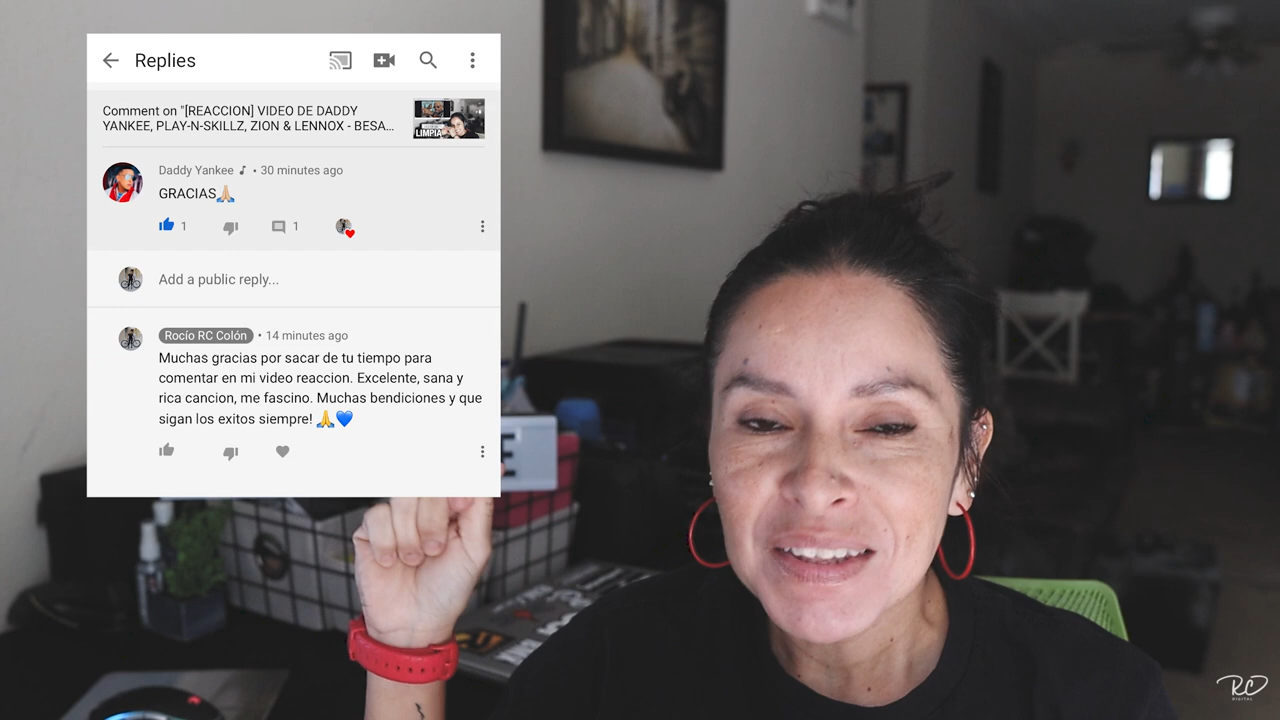 Replies
Comment on "[REACCION] VIDEO DE DADDY
YANKEE, PLAY-N-SKILLZ, ZION & LENNOX - BESA...
LIMPIA
Daddy Yankee ♪ • 30 minutes ago
GRACIAS🙏🏼
1
1
Add a public reply...
Rocío RC Colón • 14 minutes ago
Muchas gracias por sacar de tu tiempo para
comentar en mi video reaccion. Excelente, sana y
rica cancion, me fascino. Muchas bendiciones y que
sigan los exitos siempre! 🙏💙
E
RC
DIGITAL